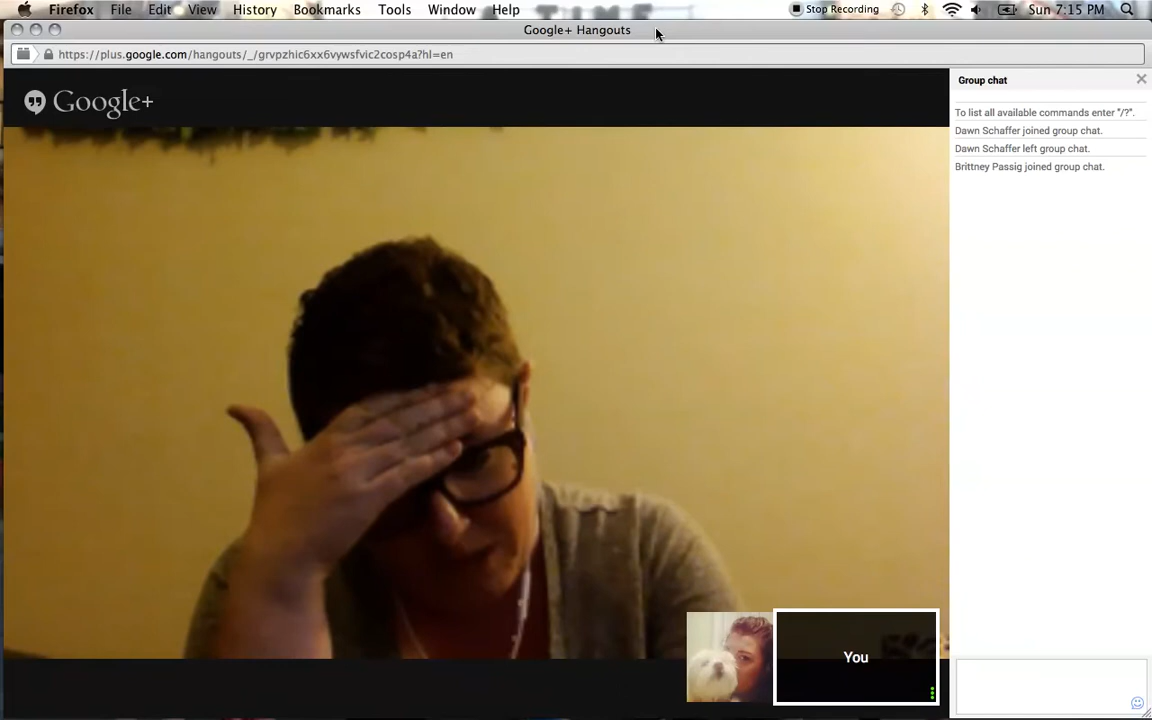 Firefox File Edit View History Bookmarks Tools Window Help Stop Recording Sun 7:15 PM
Google+ Hangouts
https://plus.google.com/hangouts/_/grvpzhic6xx6vywsfvic2cosp4a?hl=en
Google+
Group chat
To list all available commands enter "/?".
Dawn Schaffer joined group chat.
Dawn Schaffer left group chat.
Brittney Passig joined group chat.
You